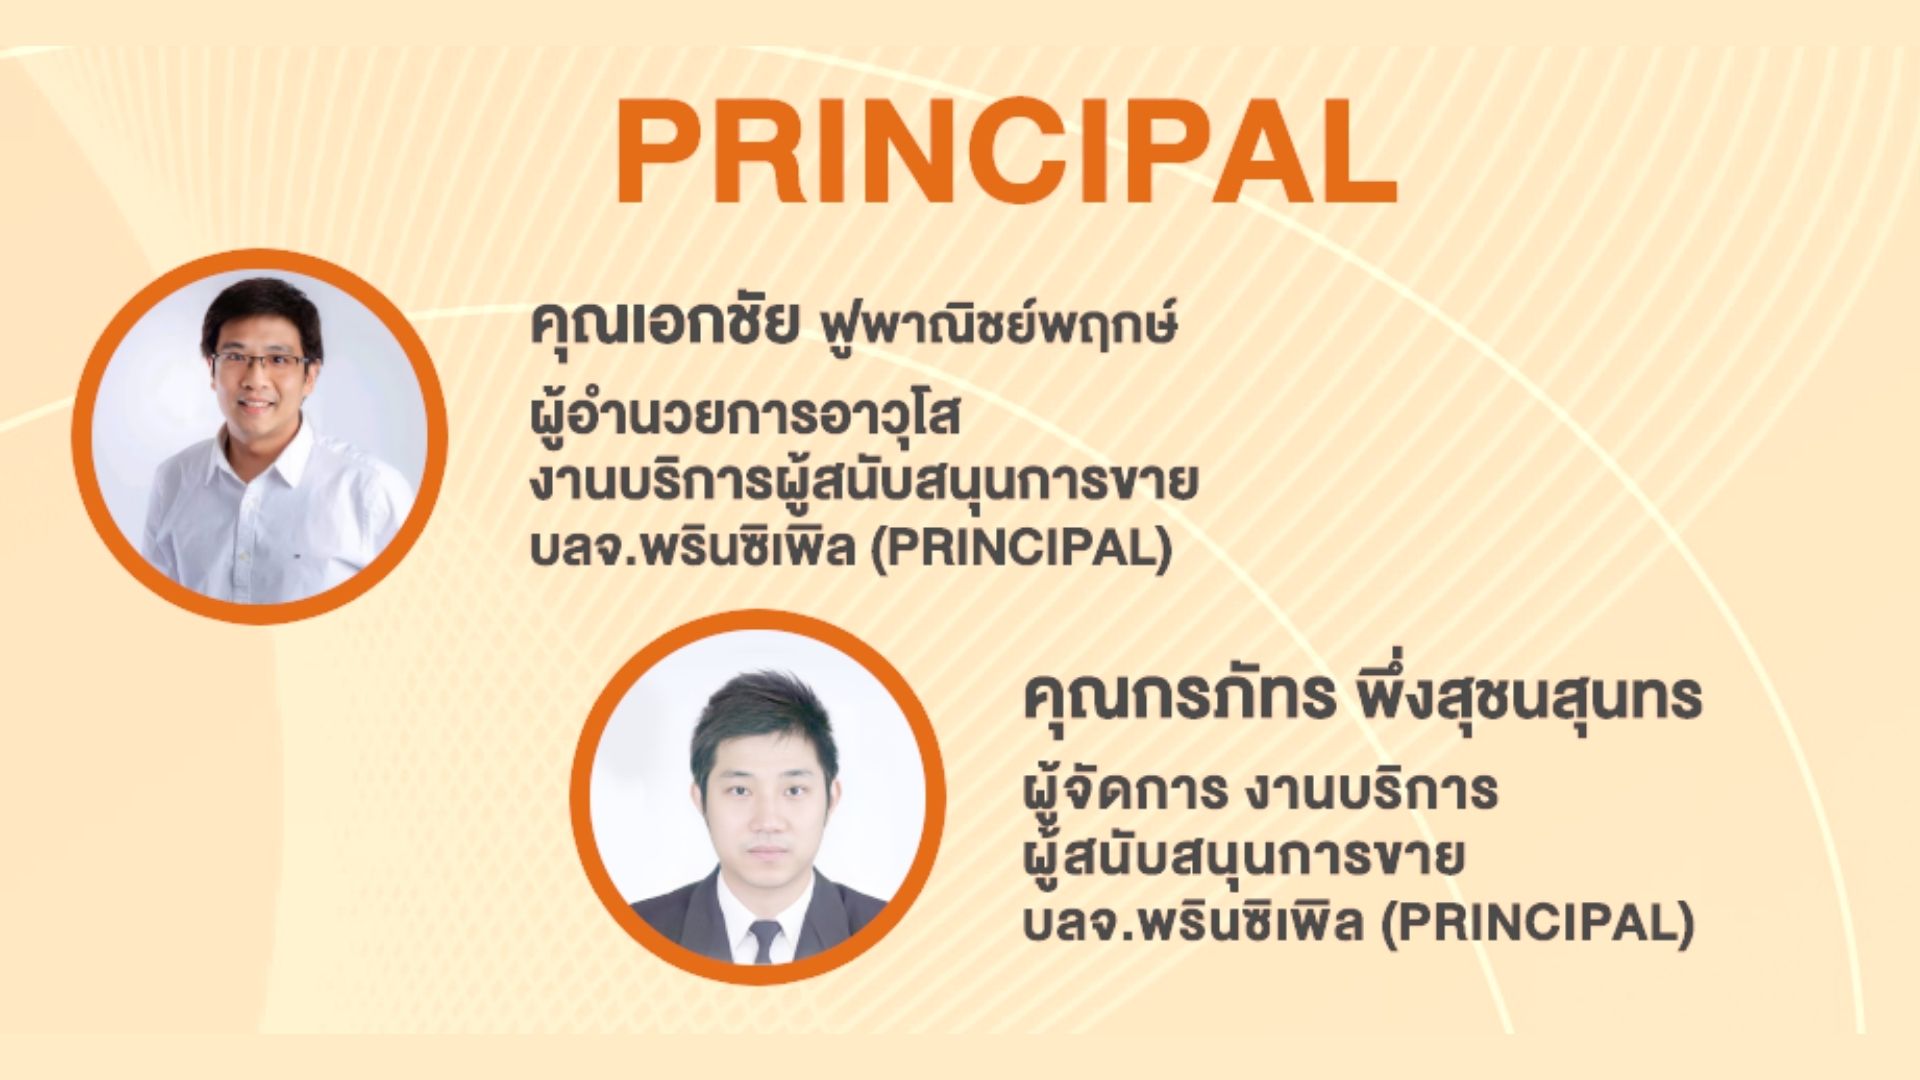 PRINCIPAL
คุณเอกชัย ฟูพาณิชย์พฤกษ์
ผู้อำนวยการอาวุโส
งานบริการผู้สนับสนุนการขาย
บลจ.พรินซิเพิล (PRINCIPAL)
คุณกรภัทร พึ่งสุชนสุนทร
ผู้จัดการ งานบริการ
ผู้สนับสนุนการขาย
บลจ.พรินซิเพิล (PRINCIPAL)